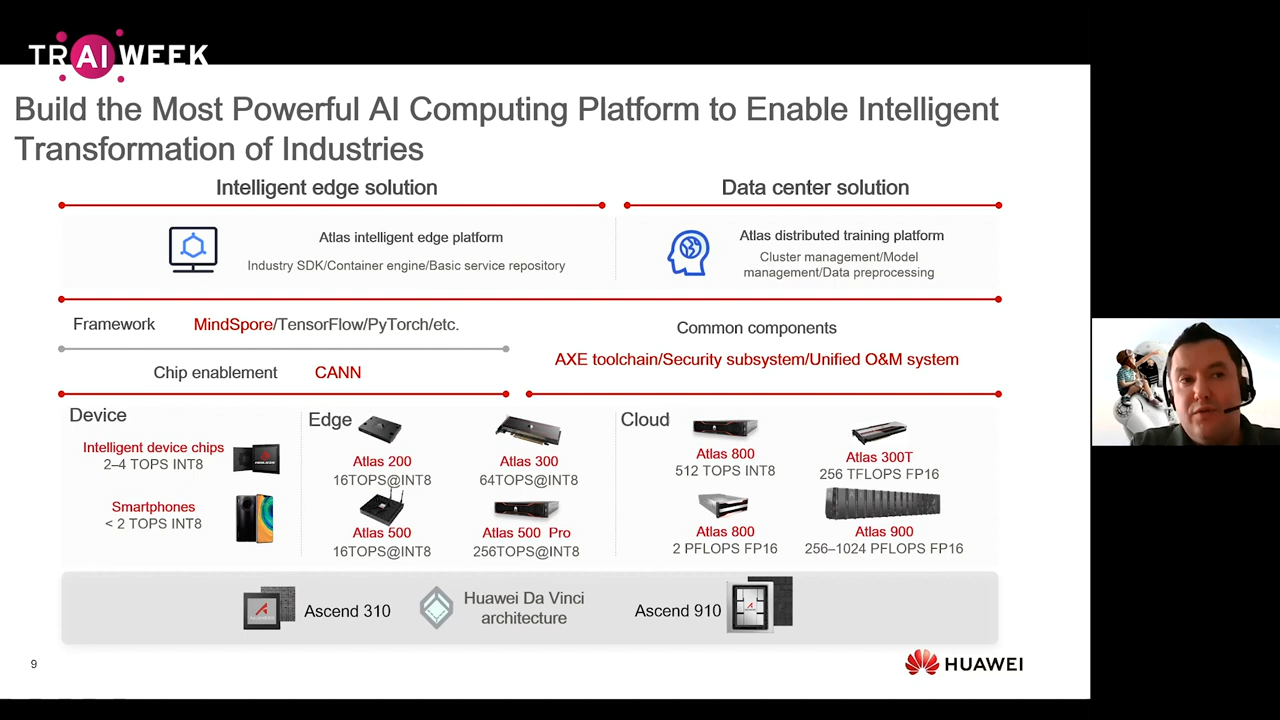 TRAI WEEK
Build the Most Powerful AI Computing Platform to Enable Intelligent
Transformation of Industries
Intelligent edge solution
Data center solution
Atlas intelligent edge platform
Industry SDK/Container engine/Basic service repository
Atlas distributed training platform
Cluster management/Model
management/Data preprocessing
Framework
MindSpore/TensorFlow/PyTorch/etc.
Common components
AXE toolchain/Security subsystem/Unified O&M system
Chip enablement
CANN
Device
Intelligent device chips
2–4 TOPS INT8
Smartphones
< 2 TOPS INT8
Edge
Atlas 200
16TOPS@INT8
Atlas 300
64TOPS@INT8
Atlas 500
16TOPS@INT8
Atlas 500 Pro
256TOPS@INT8
Cloud
Atlas 800
512 TOPS INT8
Atlas 300T
256 TFLOPS FP16
Atlas 800
2 PFLOPS FP16
Atlas 900
256–1024 PFLOPS FP16
Ascend 310
Huawei Da Vinci
architecture
Ascend 910
9
HUAWEI